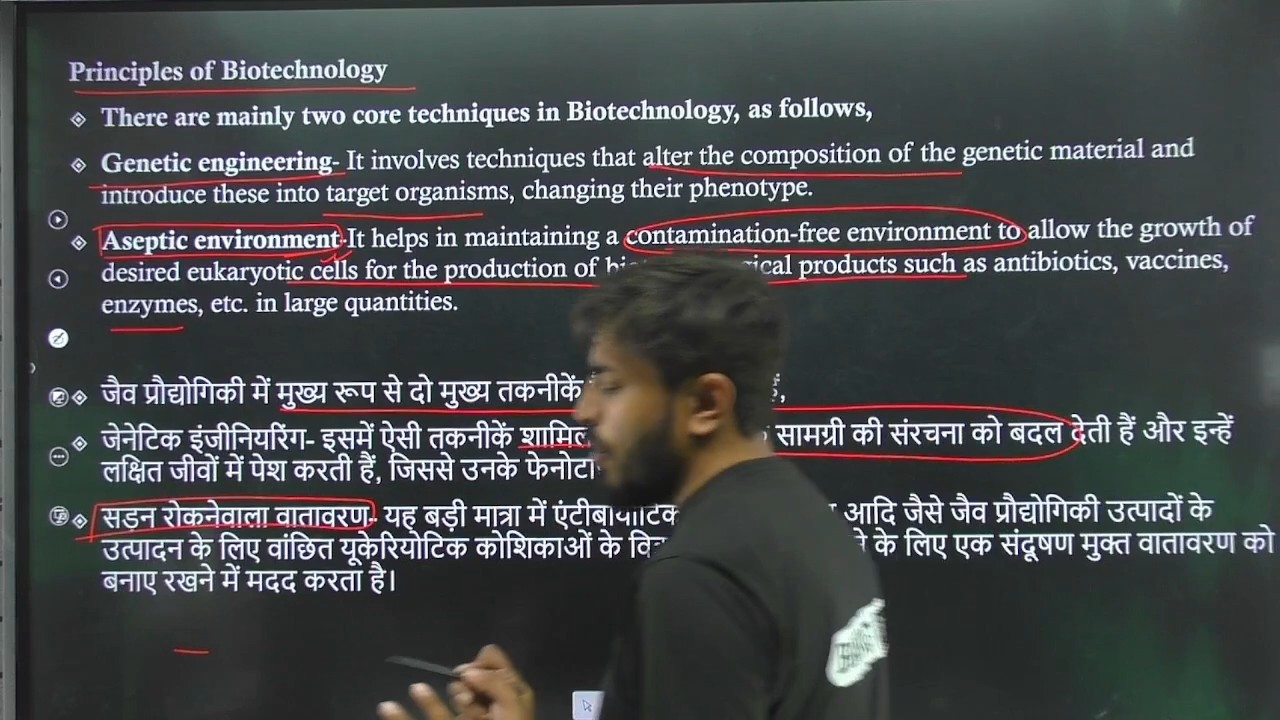 Principles of Biotechnology
There are mainly two core techniques in Biotechnology, as follows,
Genetic engineering- It involves techniques that alter the composition of the genetic material and
introduce these into target organisms, changing their phenotype.
Aseptic environment-It helps in maintaining a contamination-free environment to allow the growth of
desired eukaryotic cells for the production of products such as antibiotics, vaccines,
enzymes, etc. in large quantities.
जैव प्रौद्योगिकी में मुख्य रूप से दो मुख्य तकनीकें
जेनेटिक इंजीनियरिंग- इसमें ऐसी तकनीकें सामग्री की संरचना को बदल देती हैं और इन्हें
लक्षित जीवों में पेश करती हैं, जिससे उनके
सड़न रोकनेवाला वातावरण- यह बड़ी मात्रा में आदि जैसे जैव प्रौद्योगिकी उत्पादों के
उत्पादन के लिए वांछित यूकेरियोटिक कोशिकाओं के के लिए एक संदूषण मुक्त वातावरण को
बनाए रखने में मदद करता है।